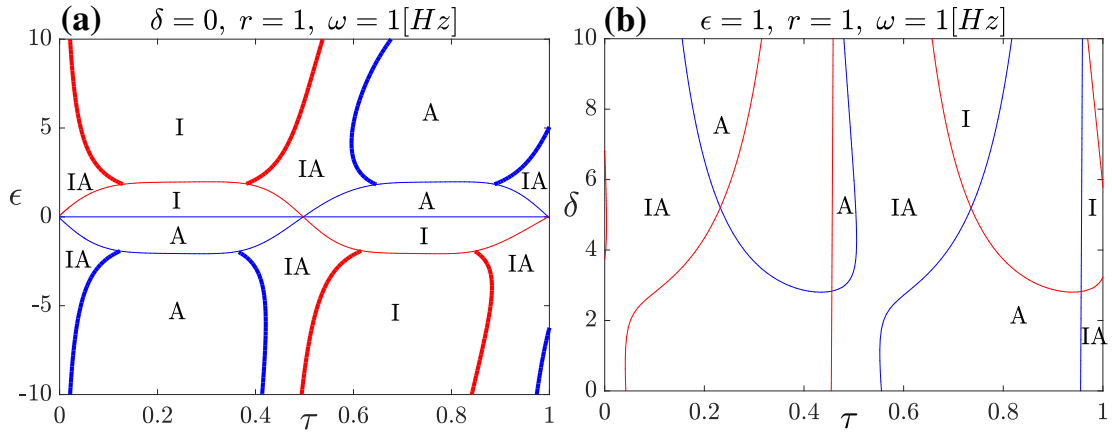 (a) δ = 0, r = 1, ω = 1[Hz]
10
5
0
-5
-10
ϵ
I
A
IA
IA
IA
I
A
A
I
IA
IA
IA
A
I
0
0.2
0.4
τ
0.6
0.8
1
(b) ϵ = 1, r = 1, ω = 1[Hz]
10
8
6
4
2
0
δ
A
I
IA
A
IA
I
A
IA
0
0.2
0.4
τ
0.6
0.8
1